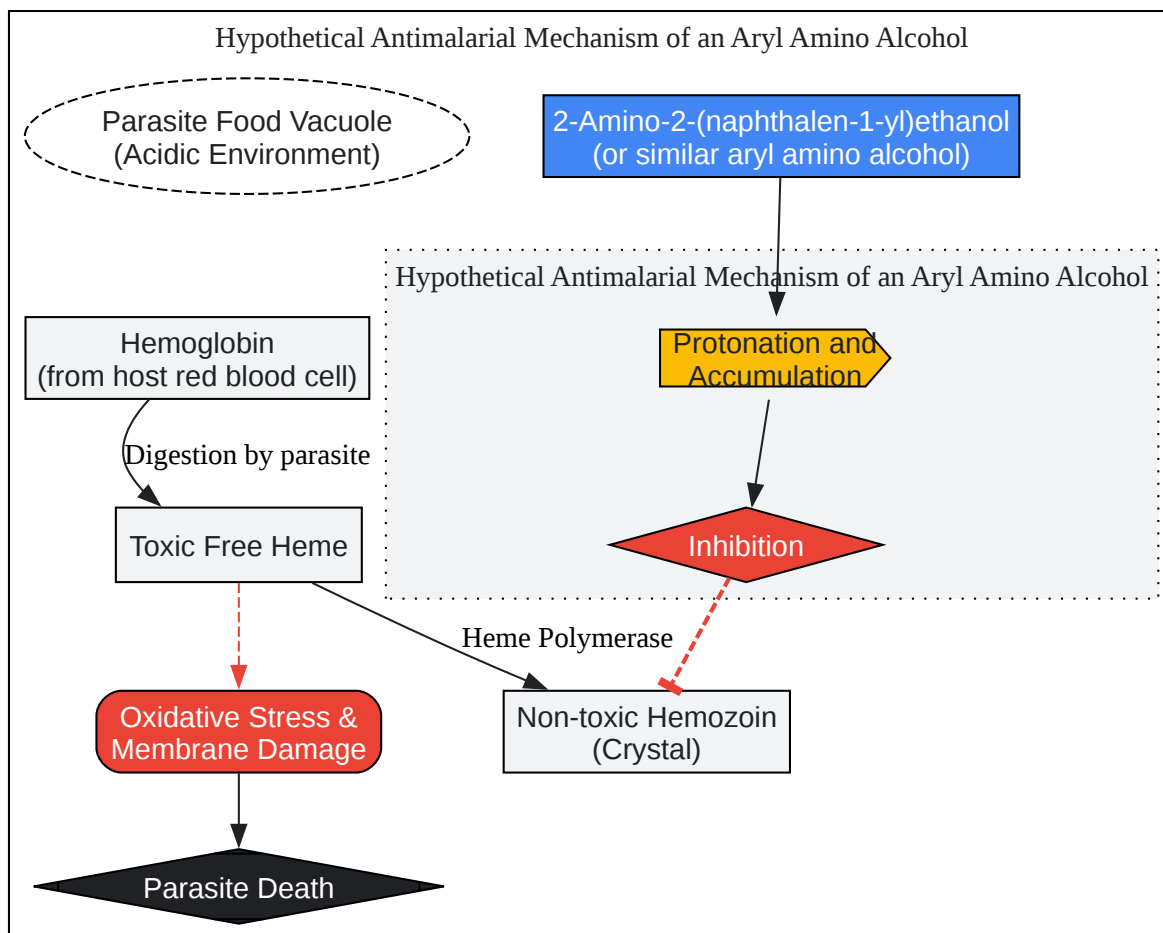 Hypothetical Antimalarial Mechanism of an Aryl Amino Alcohol
Parasite Food Vacuole
(Acidic Environment)
2-Amino-2-(naphthalen-1-yl)ethanol
(or similar aryl amino alcohol)
Hypothetical Antimalarial Mechanism of an Aryl Amino Alcohol
Hemoglobin
(from host red blood cell)
Protonation and
Accumulation
Digestion by parasite
Toxic Free Heme
Inhibition
Heme Polymerase
Oxidative Stress &
Membrane Damage
Non-toxic Hemozoin
(Crystal)
Parasite Death